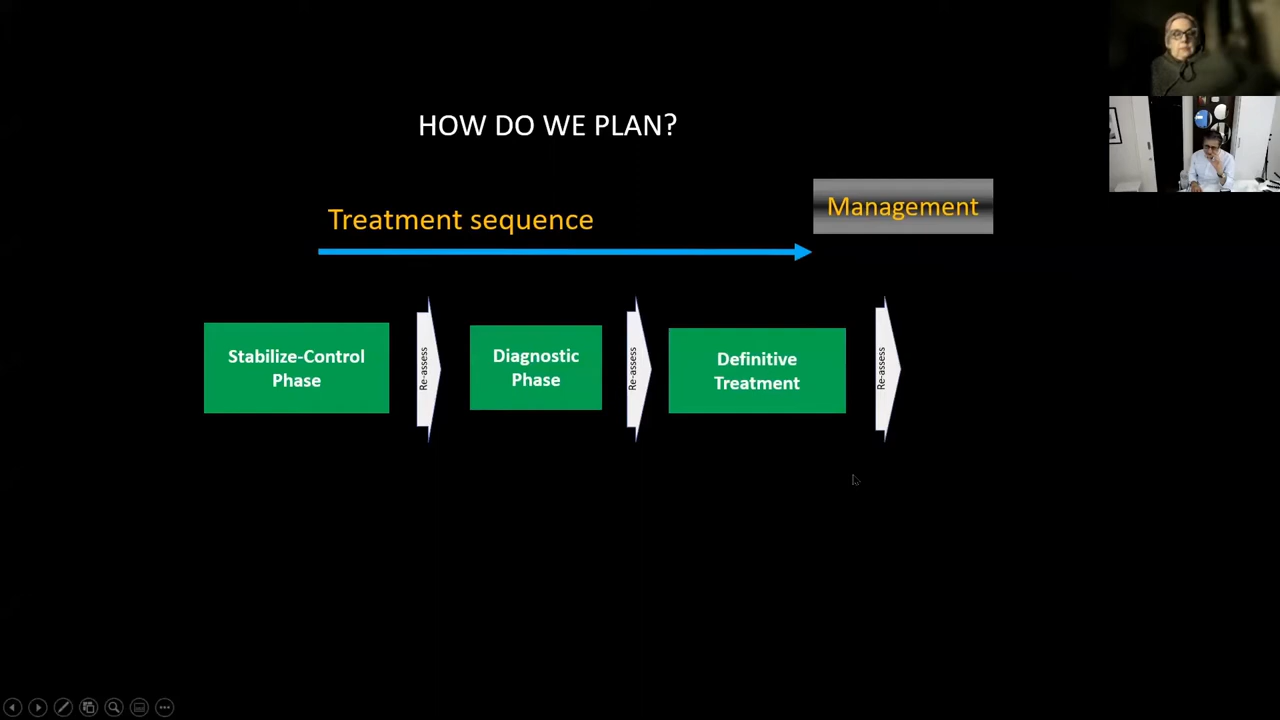 HOW DO WE PLAN?
Management
Treatment sequence
Stabilize-Control
Phase
Re-assess
Diagnostic
Phase
Re-assess
Definitive
Treatment
Re-assess